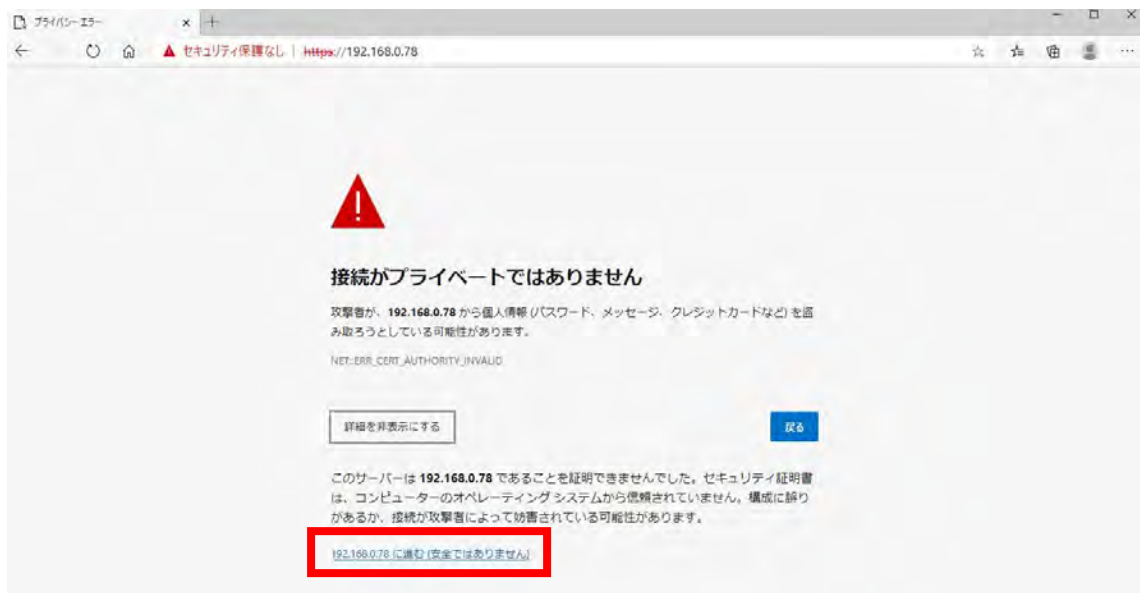 プライバシー エラー
セキュリティ保護なし | https://192.168.0.78
接続がプライベートではありません
攻撃者が、192.168.0.78 から個人情報 (パスワード、メッセージ、クレジットカードなど) を盗
み取ろうとしている可能性があります。
NET::ERR_CERT_AUTHORITY_INVALID
詳細を非表示にする
戻る
このサーバーは 192.168.0.78 であることを証明できませんでした。セキュリティ証明書
は、コンピューターのオペレーティング システムから信頼されていません。構成に誤り
があるか、接続が攻撃者によって妨害されている可能性があります。
192.168.0.78 に進む (安全ではありません)